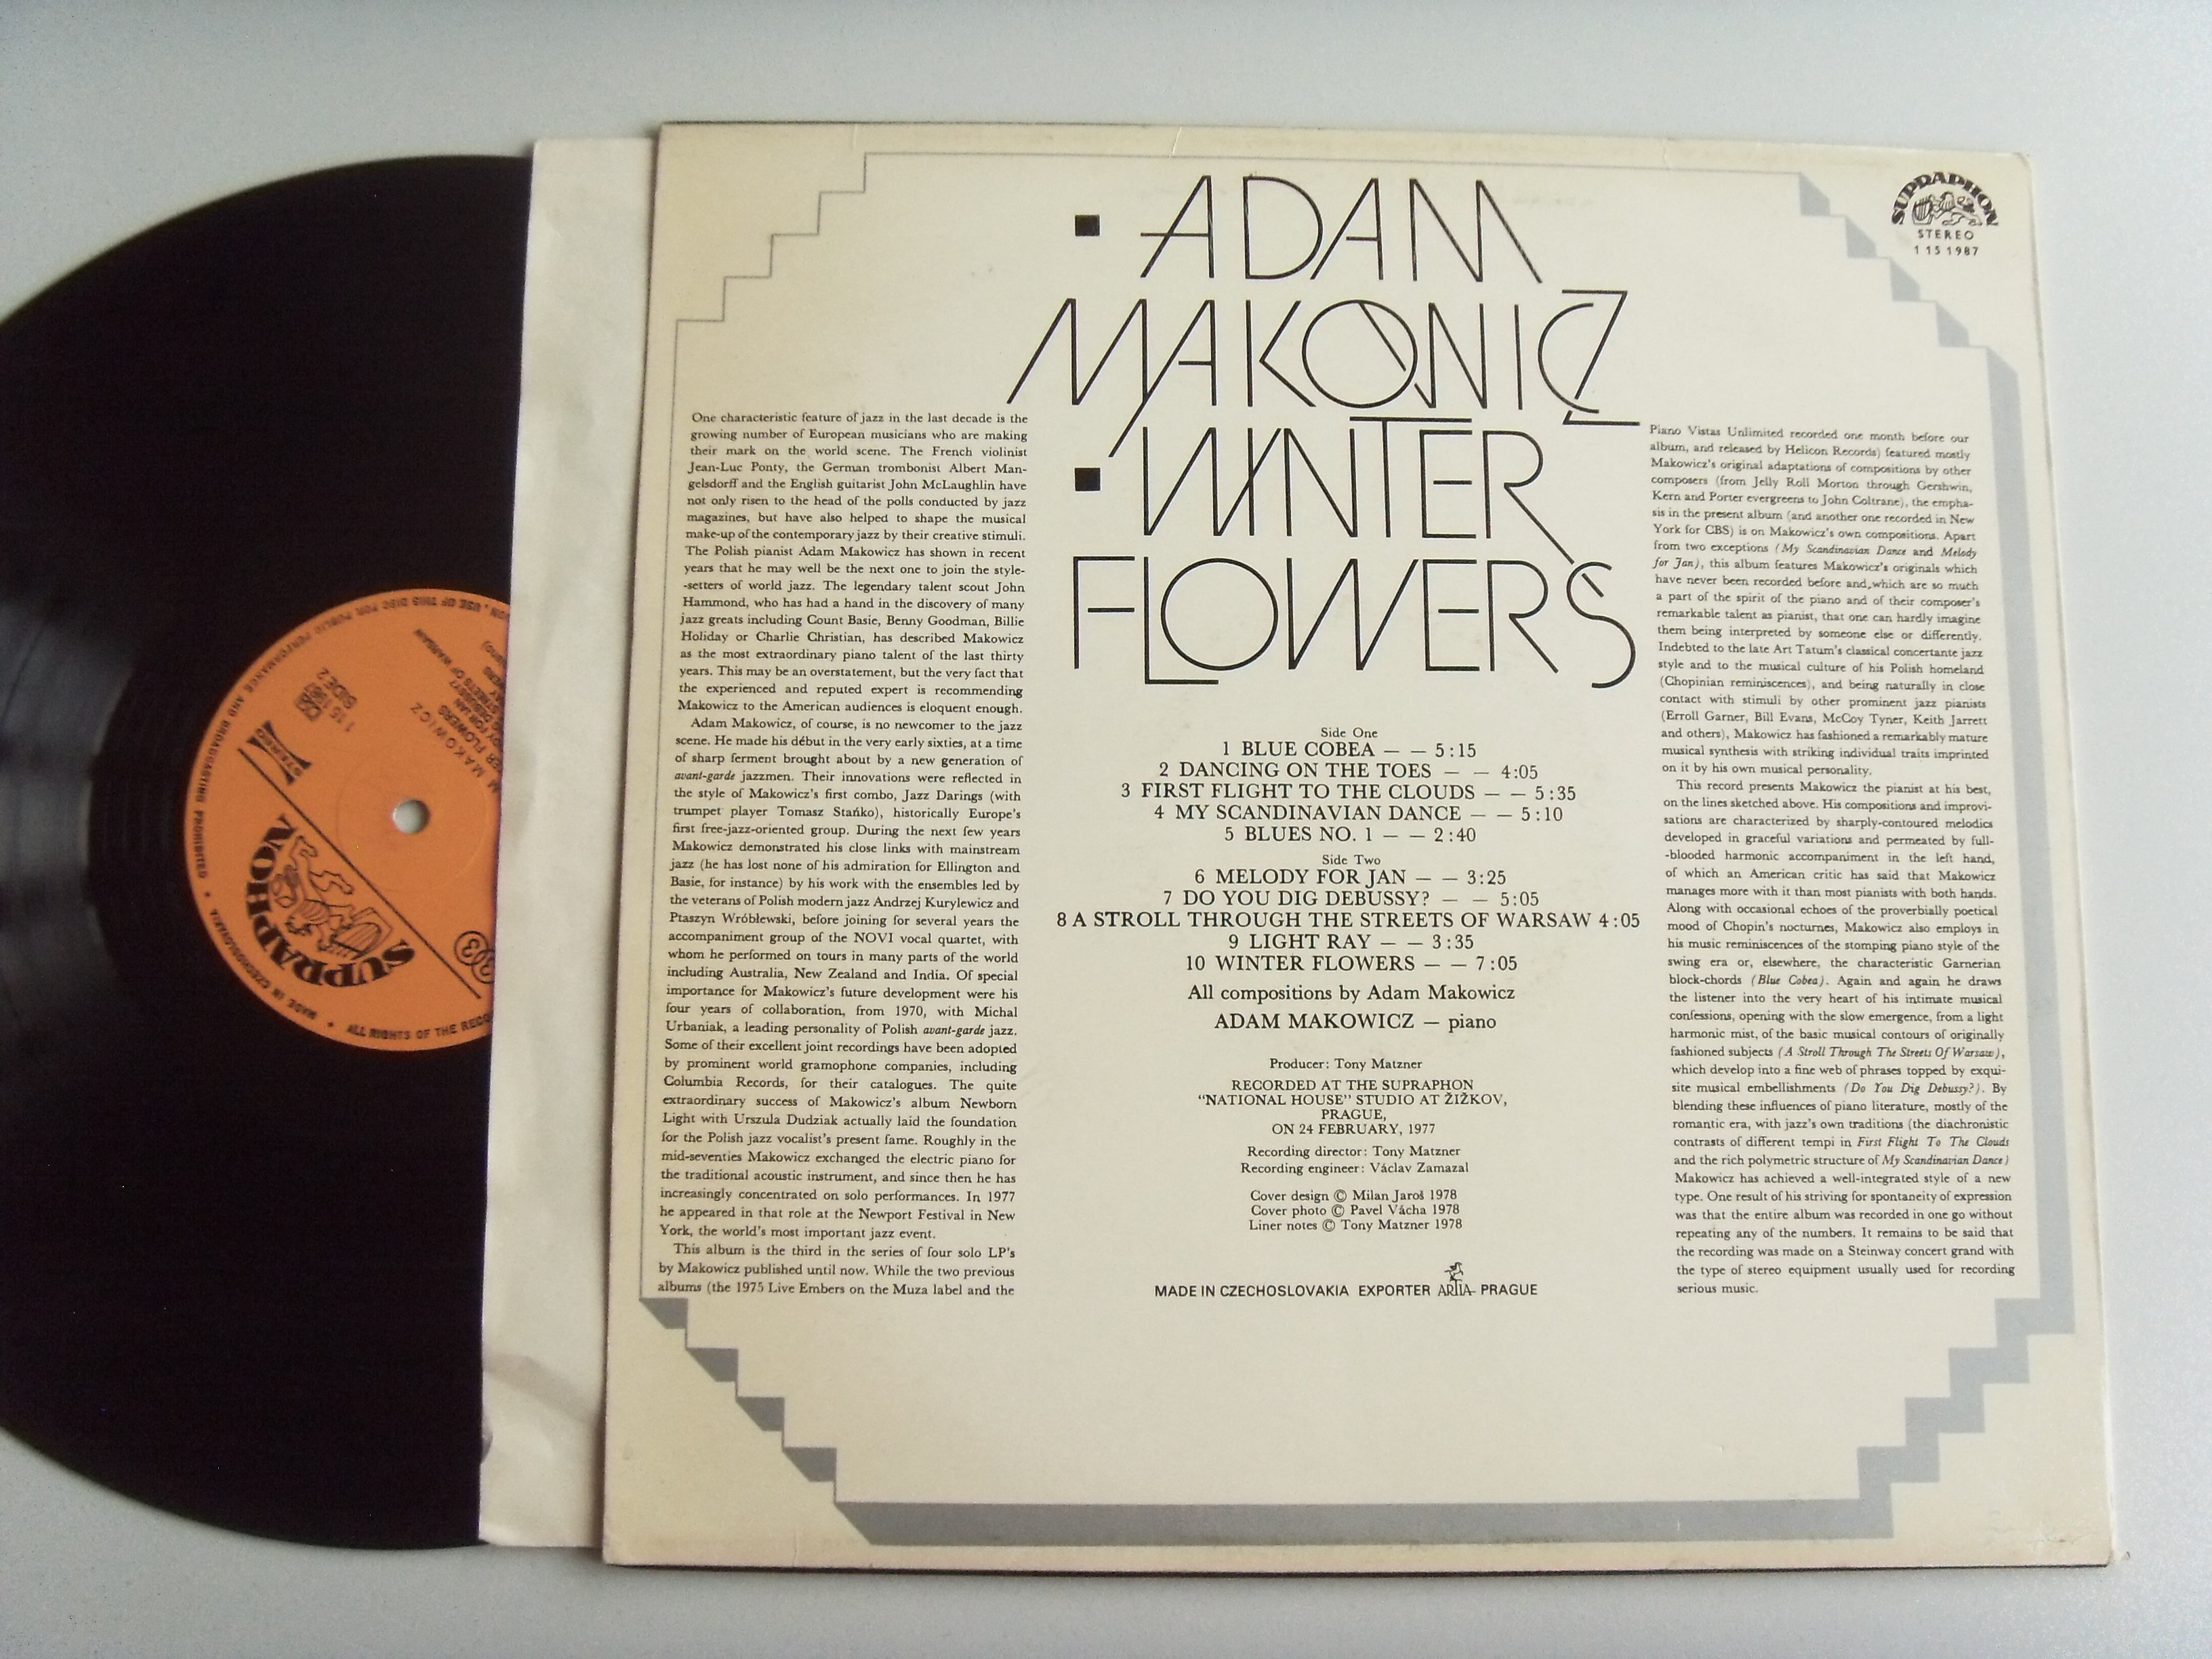 ADAM
MAKOWICZ
WINTER
FLOWERS
SUPRAPHON
STEREO
1 15 1987
One characteristic feature of jazz in the last decade is the
growing number of European musicians who are making
their mark on the world scene. The French violinist
Jean-Luc Ponty, the German trombonist Albert Man-
gelsdorff and the English guitarist John McLaughlin have
not only risen to the head of the polls conducted by jazz
magazines, but have also helped to shape the musical
make-up of the contemporary jazz by their creative stimuli.
The Polish pianist Adam Makowicz has shown in recent
years that he may well be the next one to join the style-
-setters of world jazz. The legendary talent scout John
Hammond, who has had a hand in the discovery of many
jazz greats including Count Basie, Benny Goodman, Billie
Holiday or Charlie Christian, has described Makowicz
as the most extraordinary piano talent of the last thirty
years. This may be an overstatement, but the very fact that
the experienced and reputed expert is recommending
Makowicz to the American audiences is eloquent enough.
Adam Makowicz, of course, is no newcomer to the jazz
scene. He made his début in the very early sixties, at a time
of sharp ferment brought about by a new generation of
avant-garde jazzmen. Their innovations were reflected in
the style of Makowicz's first combo, Jazz Darings (with
trumpet player Tomasz Stańko), historically Europe's
first free-jazz-oriented group. During the next few years
Makowicz demonstrated his close links with mainstream
jazz (he has lost none of his admiration for Ellington and
Basie, for instance) by his work with the ensembles led by
the veterans of Polish modern jazz Andrzej Kurylewicz and
Ptaszyn Wróblewski, before joining for several years the
accompaniment group of the NOVI vocal quartet, with
whom he performed on tours in many parts of the world
including Australia, New Zealand and India. Of special
importance for Makowicz's future development were his
four years of collaboration, from 1970, with Michal
Urbaniak, a leading personality of Polish avant-garde jazz.
Some of their excellent joint recordings have been adopted
by prominent world gramophone companies, including
Columbia Records, for their catalogues. The quite
extraordinary success of Makowicz's album Newborn
Light with Urszula Dudziak actually laid the foundation
for the Polish jazz vocalist's present fame. Roughly in the
mid-seventies Makowicz exchanged the electric piano for
the traditional acoustic instrument, and since then he has
increasingly concentrated on solo performances. In 1977
he appeared in that role at the Newport Festival in New
York, the world's most important jazz event.
This album is the third in the series of four solo LP's
by Makowicz published until now. While the two previous
albums (the 1975 Live Embers on the Muza label and the
Side One
1 BLUE COBEA — — 5:15
2 DANCING ON THE TOES — — 4:05
3 FIRST FLIGHT TO THE CLOUDS — — 5:35
4 MY SCANDINAVIAN DANCE — — 5:10
5 BLUES NO. 1 — — 2:40
Side Two
6 MELODY FOR JAN — — 3:25
7 DO YOU DIG DEBUSSY? — — 5:05
8 A STROLL THROUGH THE STREETS OF WARSAW 4:05
9 LIGHT RAY — — 3:35
10 WINTER FLOWERS — — 7:05
All compositions by Adam Makowicz
ADAM MAKOWICZ — piano
Producer: Tony Matzner
RECORDED AT THE SUPRAPHON
"NATIONAL HOUSE" STUDIO AT ŽIŽKOV,
PRAGUE,
ON 24 FEBRUARY, 1977
Recording director: Tony Matzner
Recording engineer: Václav Zamazal
Cover design © Milan Jaroš 1978
Cover photo © Pavel Vácha 1978
Liner notes © Tony Matzner 1978
MADE IN CZECHOSLOVAKIA EXPORTER ARTIA PRAGUE
Piano Vistas Unlimited recorded one month before our
album, and released by Helicon Records) featured mostly
Makowicz's original adaptations of compositions by other
composers (from Jelly Roll Morton through Gershwin,
Kern and Porter evergreens to John Coltrane), the empha-
sis in the present album (and another one recorded in New
York for CBS) is on Makowicz's own compositions. Apart
from two exceptions (My Scandinavian Dance and Melody
for Jan), this album features Makowicz's originals which
have never been recorded before and which are so much
a part of the spirit of the piano and of their composer's
remarkable talent as pianist, that one can hardly imagine
them being interpreted by someone else or differently.
Indebted to the late Art Tatum's classical concertante jazz
style and to the musical culture of his Polish homeland
(Chopinian reminiscences), and being naturally in close
contact with stimuli by other prominent jazz pianists
(Erroll Garner, Bill Evans, McCoy Tyner, Keith Jarrett
and others), Makowicz has fashioned a remarkably mature
musical synthesis with striking individual traits imprinted
on it by his own musical personality.
This record presents Makowicz the pianist at his best,
on the lines sketched above. His compositions and improvi-
sations are characterized by sharply-contoured melodics
developed in graceful variations and permeated by full-
-blooded harmonic accompaniment in the left hand,
of which an American critic has said that Makowicz
manages more with it than most pianists with both hands.
Along with occasional echoes of the proverbially poetical
mood of Chopin's nocturnes, Makowicz also employs in
his music reminiscences of the stomping piano style of the
swing era or, elsewhere, the characteristic Garnerian
block-chords (Blue Cobea). Again and again he draws
the listener into the very heart of his intimate musical
confessions, opening with the slow emergence, from a light
harmonic mist, of the basic musical contours of originally
fashioned subjects (A Stroll Through The Streets Of Warsaw),
which develop into a fine web of phrases topped by exqui-
site musical embellishments (Do You Dig Debussy?). By
blending these influences of piano literature, mostly of the
romantic era, with jazz's own traditions (the diachronistic
contrasts of different tempi in First Flight To The Clouds
and the rich polymetric structure of My Scandinavian Dance)
Makowicz has achieved a well-integrated style of a new
type. One result of his striving for spontaneity of expression
was that the entire album was recorded in one go without
repeating any of the numbers. It remains to be said that
the recording was made on a Steinway concert grand with
the type of stereo equipment usually used for recording
serious music.
SUPRAPHON
STEREO
SIDE 2
MAKOWICZ
FLOWERS
FOR JAN
OF WARSAW
MADE IN CZECHOSLOVAKIA • ALL RIGHTS OF THE
USE OF THIS DISC FOR PUBLIC PERFORMANCE AND BROADCASTING PROHIBITED